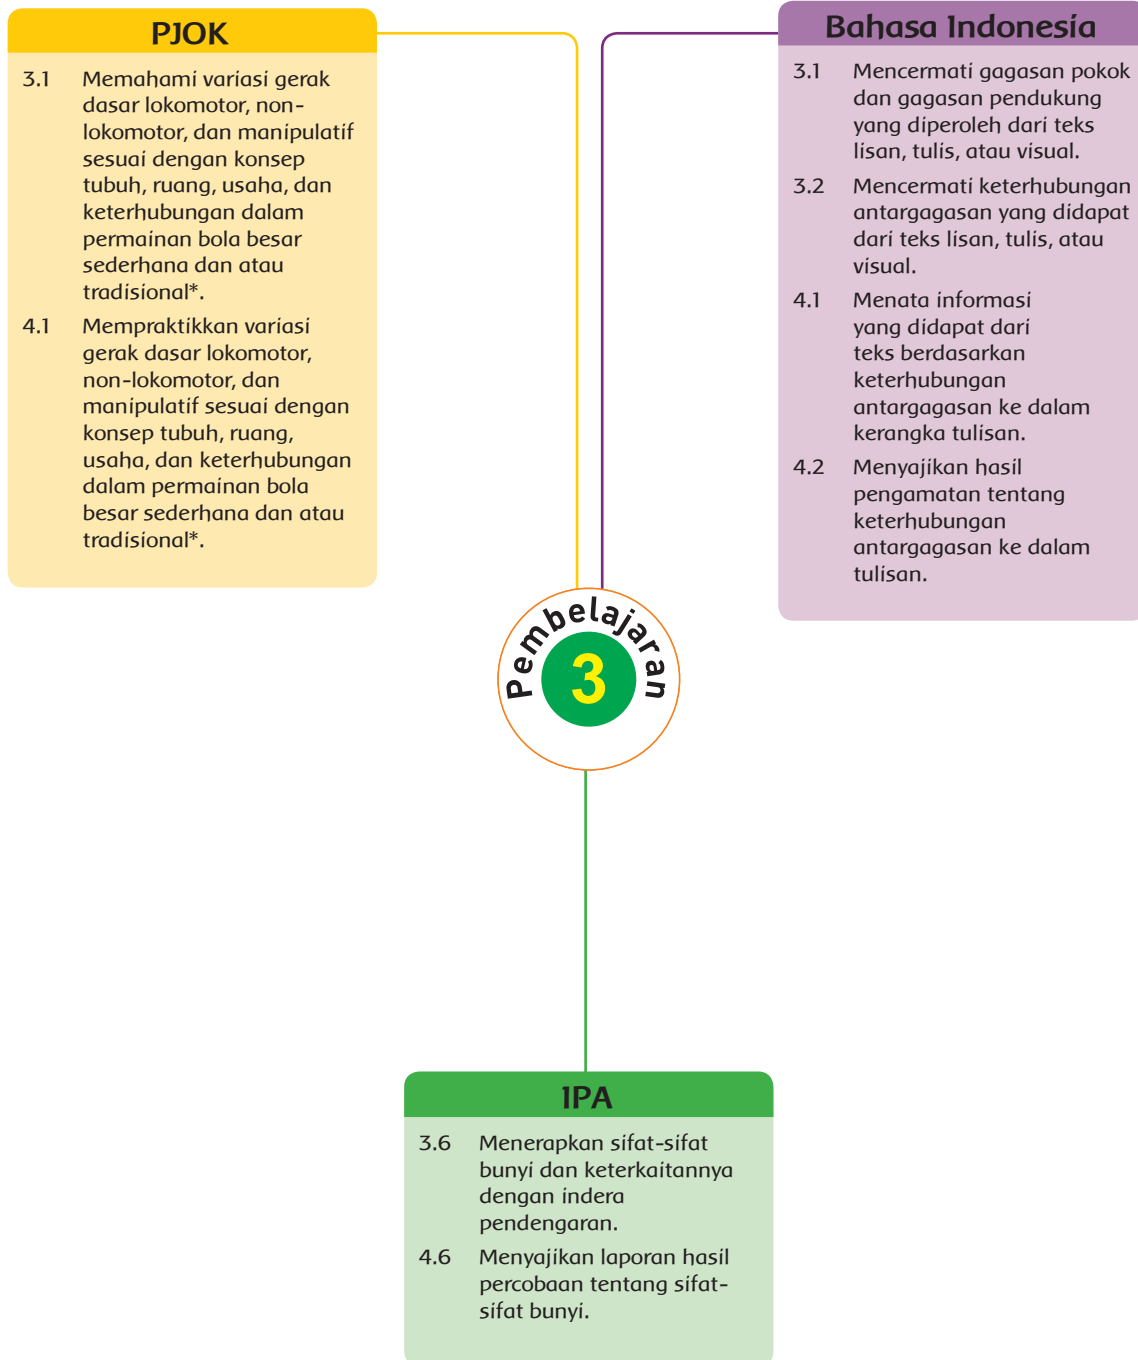 PJOK
3.1 Memahami variasi gerak
dasar lokomotor, non-
lokomotor, dan manipulatif
sesuai dengan konsep
tubuh, ruang, usaha, dan
keterhubungan dalam
permainan bola besar
sederhana dan atau
tradisional*.
4.1 Mempraktikkan variasi
gerak dasar lokomotor,
non-lokomotor, dan
manipulatif sesuai dengan
konsep tubuh, ruang,
usaha, dan keterhubungan
dalam permainan bola
besar sederhana dan atau
tradisional*.
Bahasa Indonesia
3.1 Mencermati gagasan pokok
dan gagasan pendukung
yang diperoleh dari teks
lisan, tulis, atau visual.
3.2 Mencermati keterhubungan
antargagasan yang didapat
dari teks lisan, tulis, atau
visual.
4.1 Menata informasi
yang didapat dari
teks berdasarkan
keterhubungan
antargagasan ke dalam
kerangka tulisan.
4.2 Menyajikan hasil
pengamatan tentang
keterhubungan
antargagasan ke dalam
tulisan.
Pembelajaran
3
IPA
3.6 Menerapkan sifat-sifat
bunyi dan keterkaitannya
dengan indera
pendengaran.
4.6 Menyajikan laporan hasil
percobaan tentang sifat-
sifat bunyi.